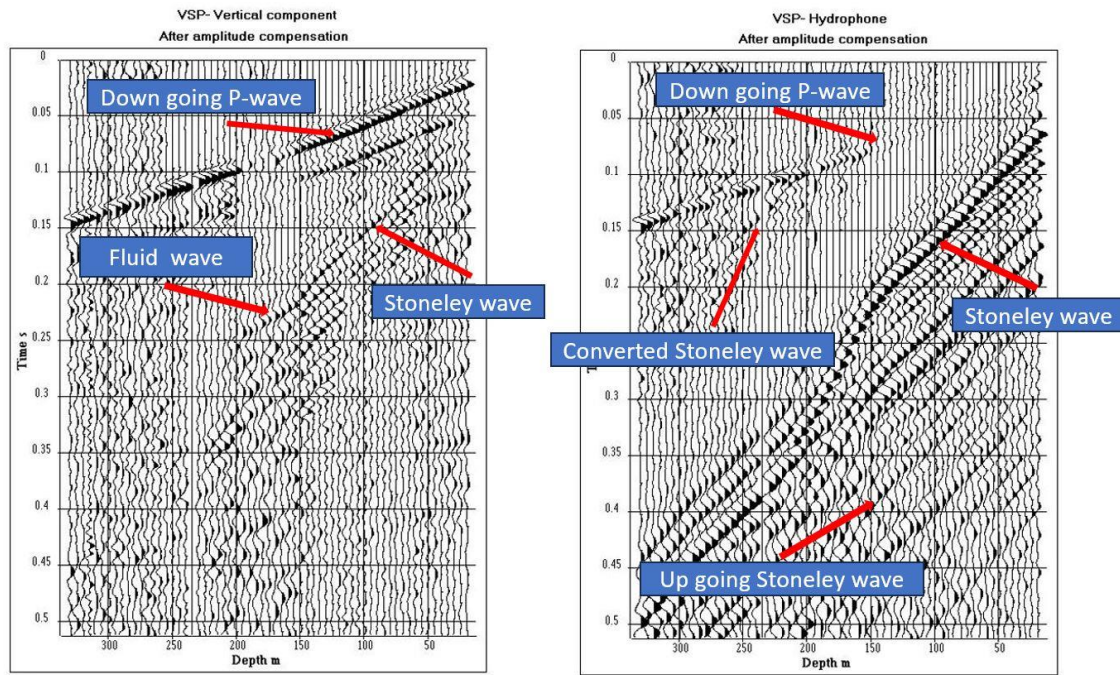 VSP- Vertical component
After amplitude compensation
0
0.05
0.1
0.15
0.2
0.25
0.3
0.35
0.4
0.45
0.5
Time s
300
250
200
150
100
50
Depth m
Down going P-wave
Fluid wave
Stoneley wave
VSP- Hydrophone
After amplitude compensation
0
0.05
0.1
0.15
0.2
0.3
0.35
0.4
0.45
0.5
300
250
200
150
100
50
Depth m
Down going P-wave
Stoneley wave
Converted Stoneley wave
Up going Stoneley wave